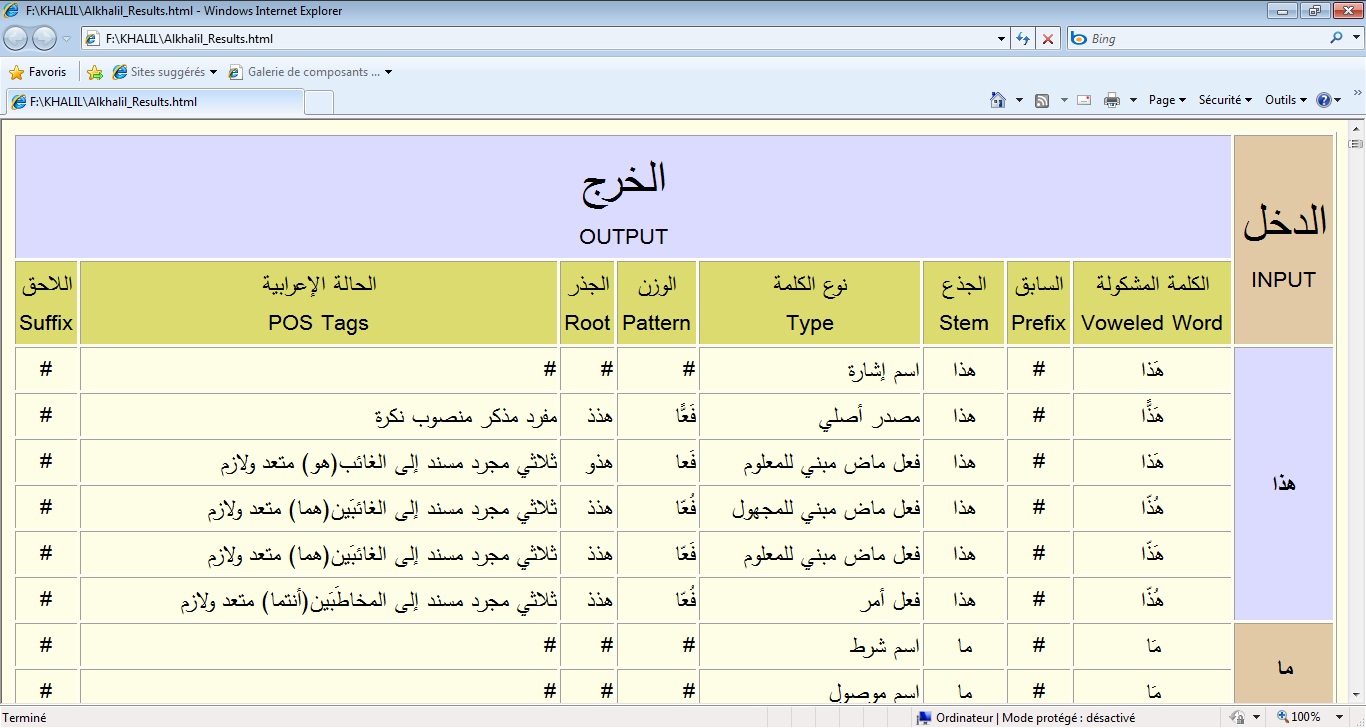 F:\KHALIL\Alkhalil_Results.html - Windows Internet Explorer
F:\KHALIL\Alkhalil_Results.html
Bing
Favoris Sites suggérés Galerie de composants ...
F:\KHALIL\Alkhalil_Results.html Page Sécurité Outils
الدخل
INPUT
الخرج
OUTPUT
الكلمة المشكولة السابق الجذع نوع الكلمة الوزن الجذر الحالة الإعرابية اللاحق
Voweled Word Prefix Stem Type Pattern Root POS Tags Suffix
هذا
هَذا # هذا اسم إشارة # # # #
هَذًّا # هذا مصدر أصلي فَعًّا هذذ مفرد مذكر منصوب نكرة #
هَذا # هذا فعل ماض مبني للمعلوم فَعا هذو ثلاثي مجرد مسند إلى الغائب(هو) متعد ولازم #
هُذّا # هذا فعل ماض مبني للمجهول فُعّا هذذ ثلاثي مجرد مسند إلى الغائبَين(هما) متعد ولازم #
هَذّا # هذا فعل ماض مبني للمعلوم فَعّا هذذ ثلاثي مجرد مسند إلى الغائبَين(هما) متعد ولازم #
هُذّا # هذا فعل أمر فُعّا هذذ ثلاثي مجرد مسند إلى المخاطَبَين(أنتما) متعد ولازم #
ما
مَا # ما اسم شرط # # # #
مَا # ما اسم موصول # # # #
Terminé Ordinateur | Mode protégé : désactivé 100%